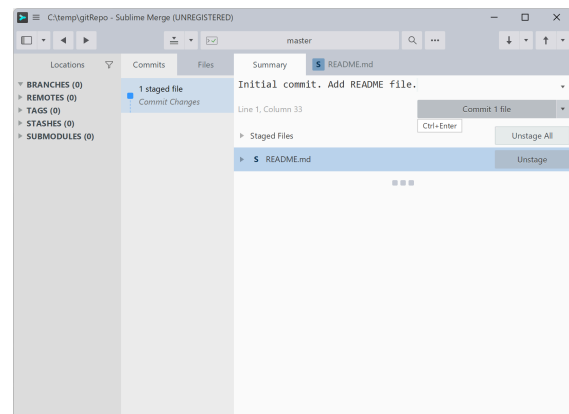 C:\temp\gitRepo - Sublime Merge (UNREGISTERED)
master
Locations
Commits
Files
Summary
S README.md
BRANCHES (0)
REMOTES (0)
TAGS (0)
STASHES (0)
SUBMODULES (0)
1 staged file
Commit Changes
Initial commit. Add README file.
Line 1, Column 33
Commit 1 file
Ctrl+Enter
Staged Files
Unstage All
S README.md
Unstage